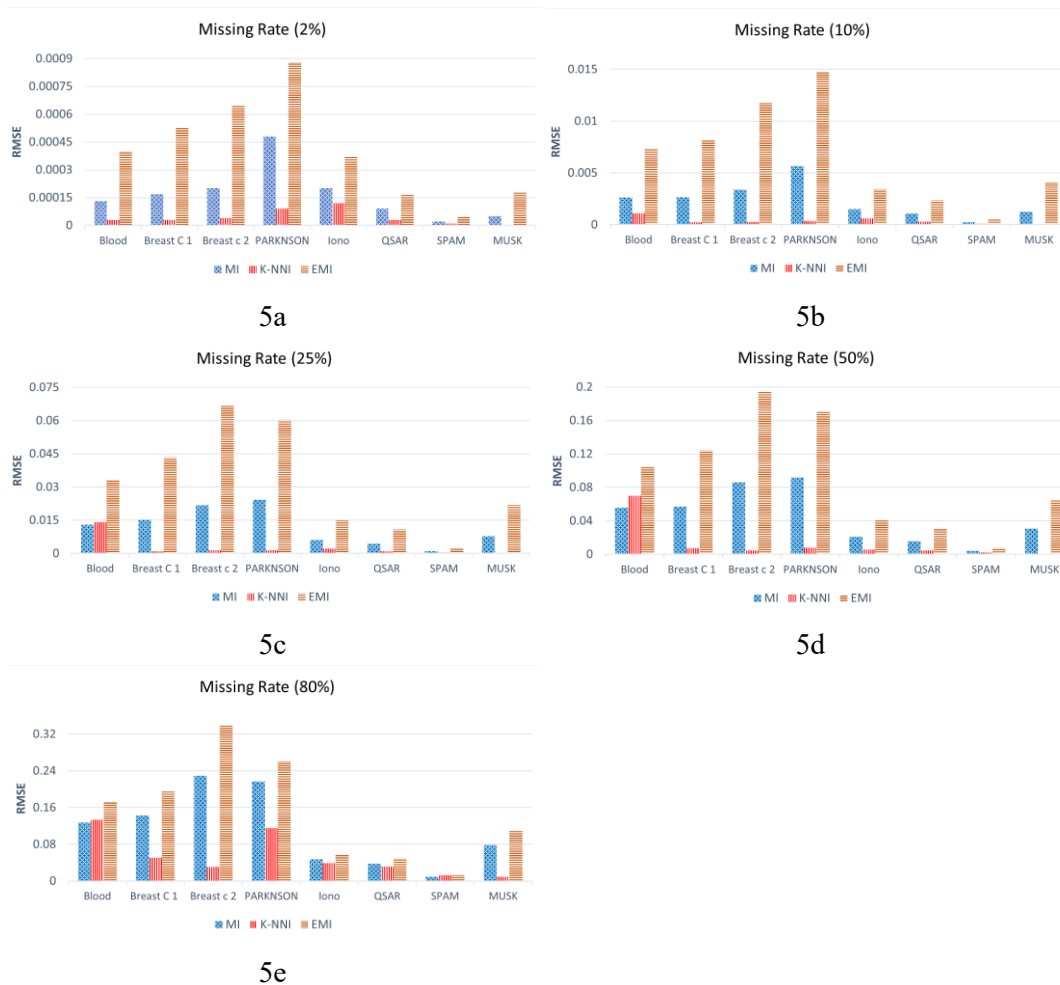 Missing Rate (2%)
0.0009
0.00075
0.0006
0.00045
0.0003
0.00015
0
RMSE
Blood Breast C 1 Breast c 2 PARKNSON Iono QSAR SPAM MUSK
MI K-NNI EMI
5a
Missing Rate (10%)
0.015
0.01
0.005
0
RMSE
Blood Breast C 1 Breast c 2 PARKNSON Iono QSAR SPAM MUSK
MI K-NNI EMI
5b
Missing Rate (25%)
0.075
0.06
0.045
0.03
0.015
0
RMSE
Blood Breast C 1 Breast c 2 PARKNSON Iono QSAR SPAM MUSK
MI K-NNI EMI
5c
Missing Rate (50%)
0.2
0.16
0.12
0.08
0.04
0
RMSE
Blood Breast C 1 Breast c 2 PARKNSON Iono QSAR SPAM MUSK
MI K-NNI EMI
5d
Missing Rate (80%)
0.32
0.24
0.16
0.08
0
RMSE
Blood Breast C 1 Breast c 2 PARKNSON Iono QSAR SPAM MUSK
MI K-NNI EMI
5e